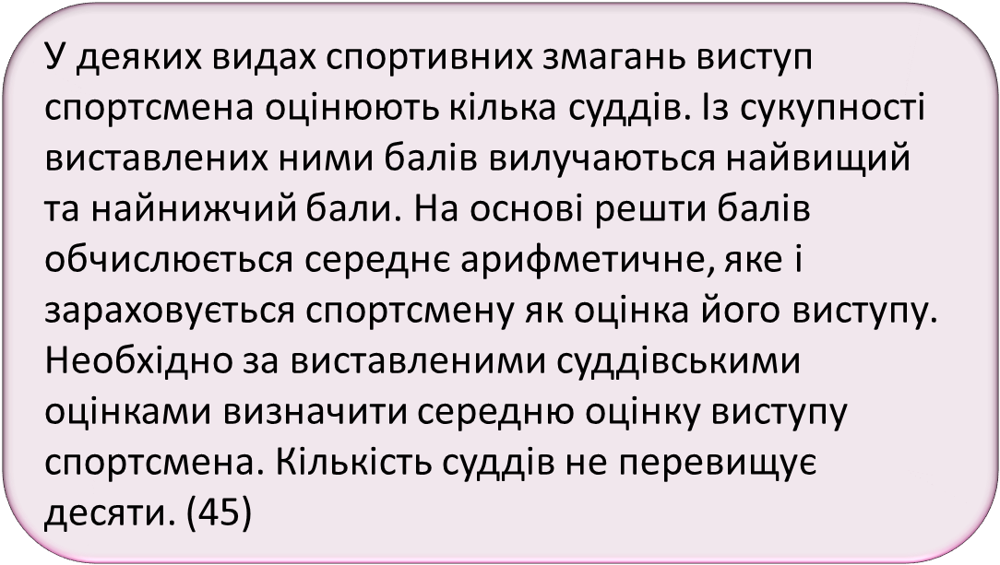 У деяких видах спортивних змагань виступ
спортсмена оцінюють кілька суддів. Із сукупності
виставлених ними балів вилучаються найвищий
та найнижчий бали. На основі решти балів
обчислюється середнє арифметичне, яке і
зараховується спортсмену як оцінка його виступу.
Необхідно за виставленими суддівськими
оцінками визначити середню оцінку виступу
спортсмена. Кількість суддів не перевищує
десяти. (45)